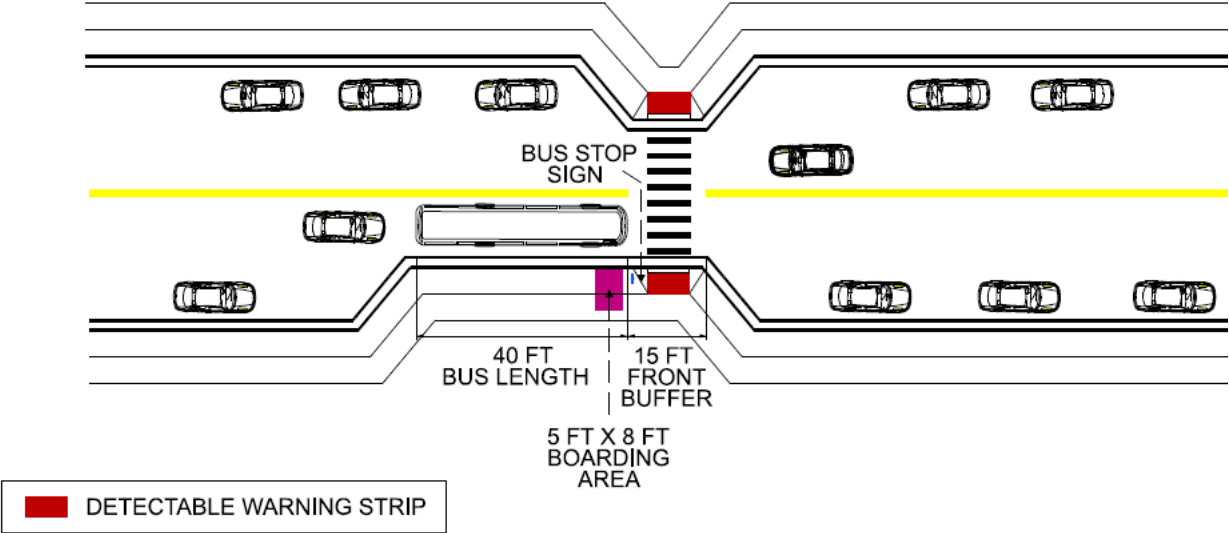 BUS STOP
SIGN
40 FT
BUS LENGTH
15 FT
FRONT
BUFFER
5 FT X 8 FT
BOARDING
AREA
DETECTABLE WARNING STRIP